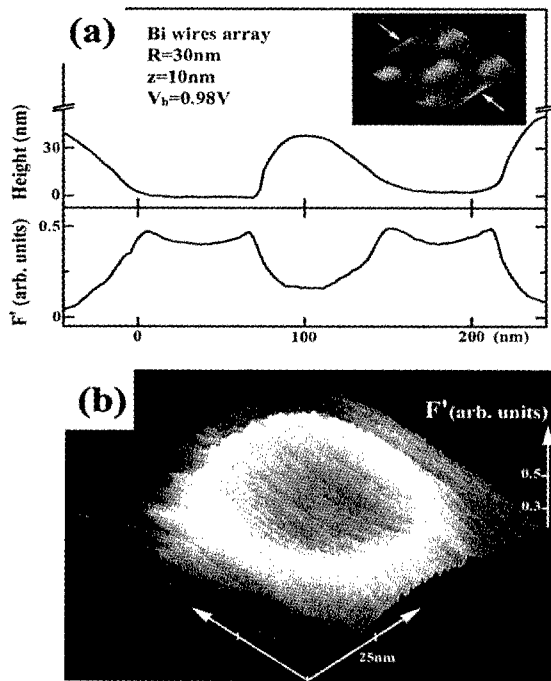 (a)
Bi wires array
R=30nm
z=10nm
V_b=0.98V
Height (nm)
30
0
F' (arb. units)
0.5
0
0
100
200
(nm)
(b)
F' (arb. units)
0.5
0.3
25nm